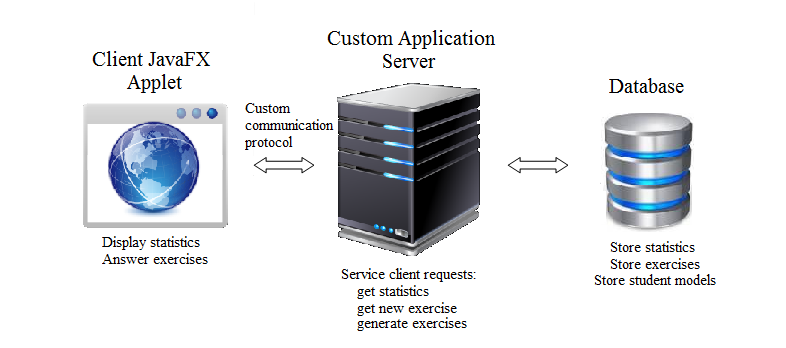 Client JavaFX
Applet
Display statistics
Answer exercises
Custom
communication
protocol
Custom Application
Server
Service client requests:
get statistics
get new exercise
generate exercises
Database
Store statistics
Store exercises
Store student models